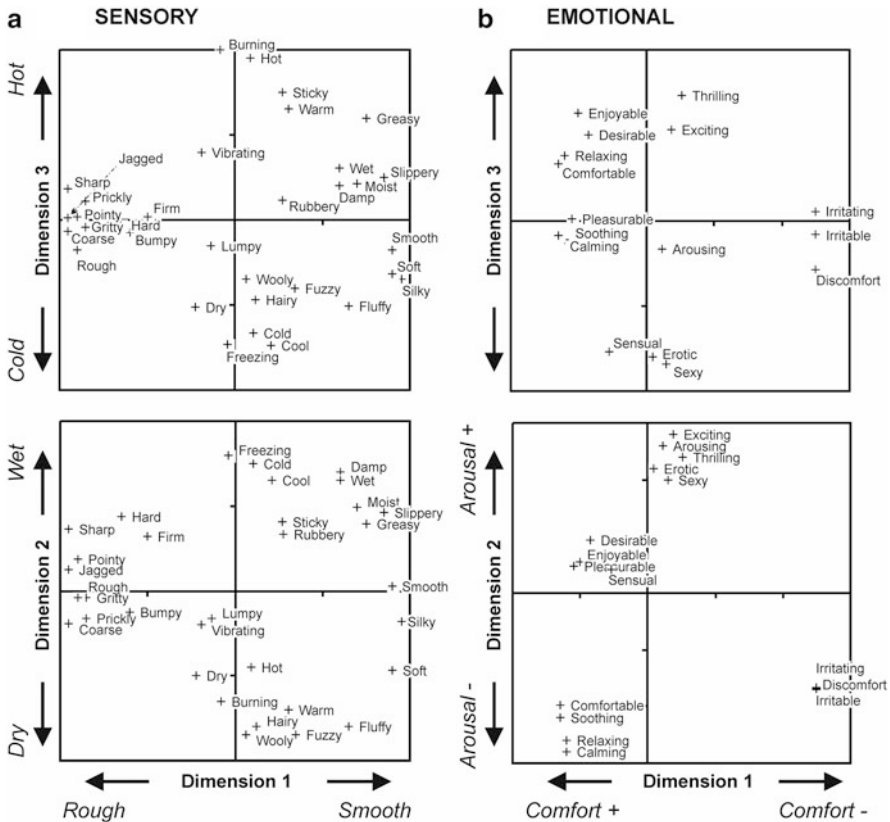 a SENSORY
Hot
Dimension 3
Cold
Burning
Hot
Sticky
Warm
Greasy
Jagged
Vibrating
Wet
Slippery
Moist
Damp
Sharp
Prickly
Rubbery
Pointy
Firm
Gritty
Hard
Coarse
Bumpy
Rough
Lumpy
Smooth
Soft
Silky
Wooly
Fuzzy
Hairy
Fluffy
Dry
Cold
Cool
Freezing
b EMOTIONAL
Hot
Dimension 3
Cold
Thrilling
Enjoyable
Desirable
Exciting
Relaxing
Comfortable
Pleasurable
Irritating
Soothing
Calming
Irritable
Arousing
Discomfort
Sensual
Erotic
Sexy
Wet
Dimension 2
Dry
Freezing
Cold
Damp
Cool
Wet
Moist
Slippery
Hard
Sticky
Greasy
Sharp
Firm
Rubbery
Pointy
Jagged
Rough
Smooth
Gritty
Bumpy
Prickly
Lumpy
Coarse
Vibrating
Silky
Hot
Soft
Dry
Burning
Warm
Hairy
Fluffy
Wooly
Fuzzy
Dimension 1
Rough
Smooth
Arousal +
Dimension 2
Arousal -
Exciting
Arousing
Thrilling
Erotic
Sexy
Desirable
Enjoyable
Pleasurable
Sensual
Irritating
Discomfort
Irritable
Comfortable
Soothing
Relaxing
Calming
Dimension 1
Comfort +
Comfort -